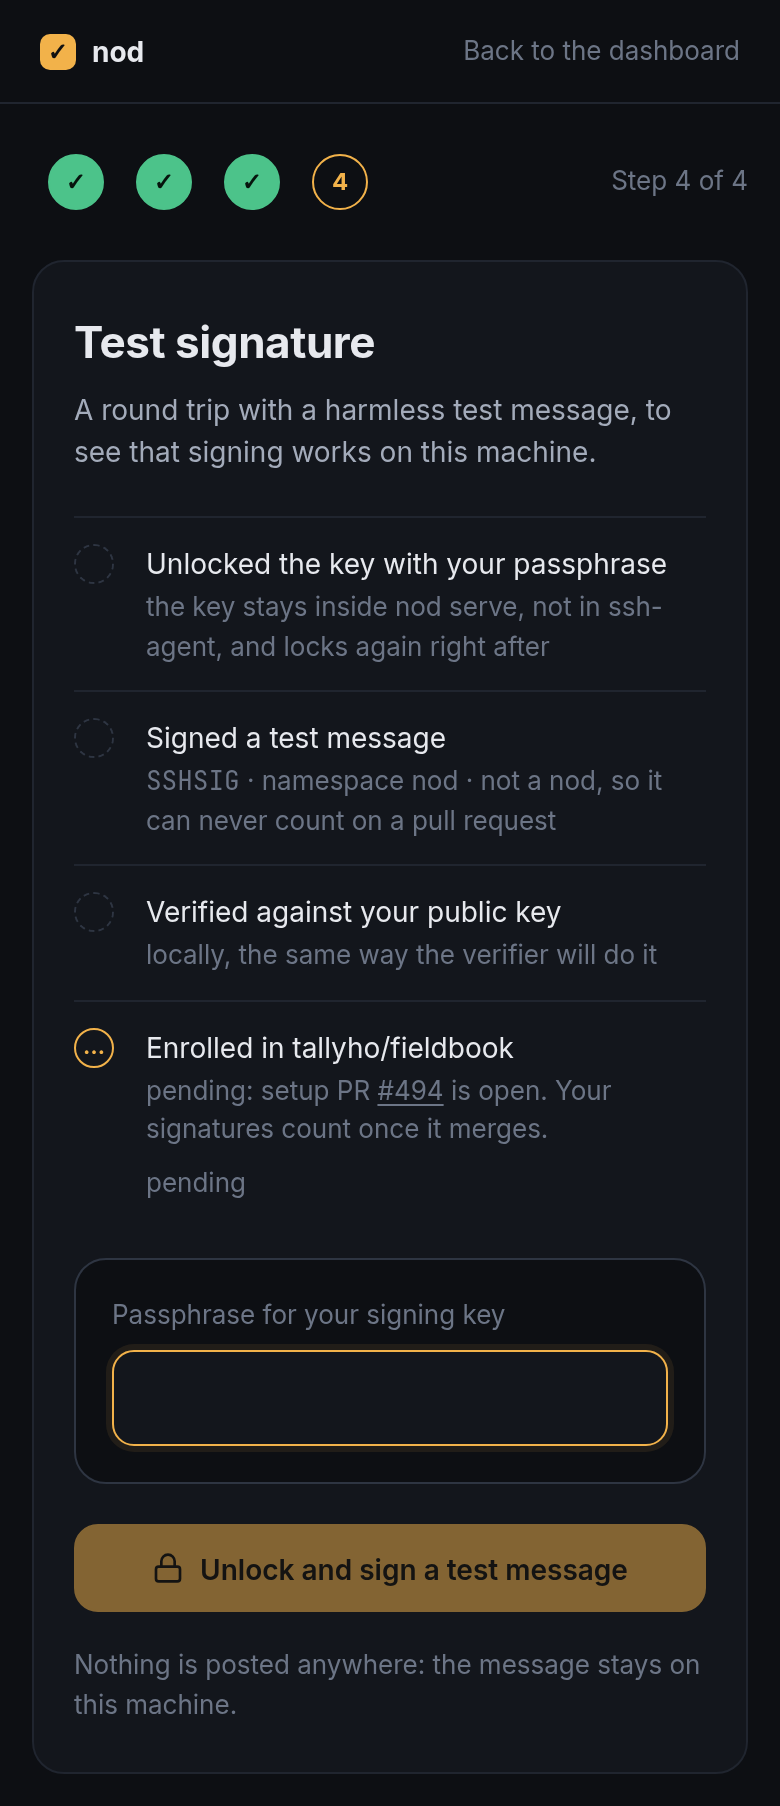 ✓ nod
Back to the dashboard
✓ ✓ ✓ 4
Step 4 of 4
Test signature
A round trip with a harmless test message, to
see that signing works on this machine.
Unlocked the key with your passphrase
the key stays inside nod serve, not in ssh-
agent, and locks again right after
Signed a test message
SSHSIG · namespace nod · not a nod, so it
can never count on a pull request
Verified against your public key
locally, the same way the verifier will do it
… Enrolled in tallyho/fieldbook
pending: setup PR #494 is open. Your
signatures count once it merges.
pending
Passphrase for your signing key
Unlock and sign a test message
Nothing is posted anywhere: the message stays on
this machine.